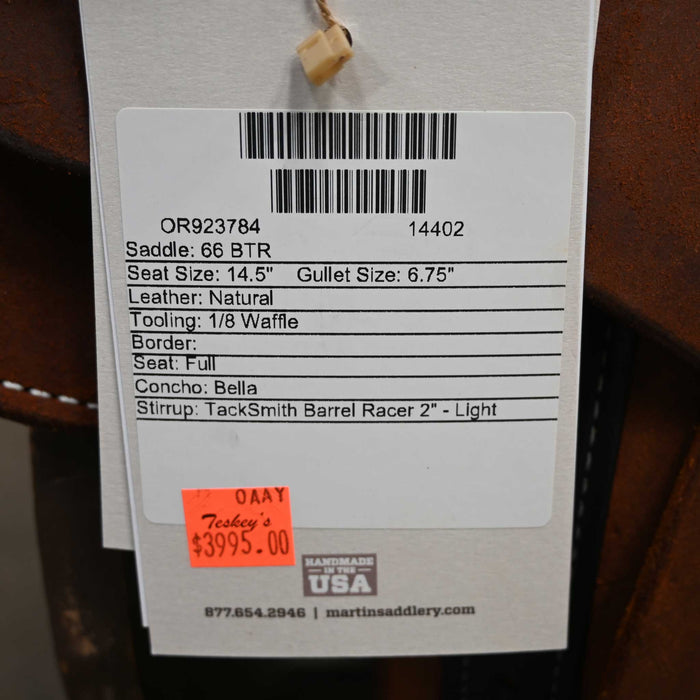 OR923784 14402
Saddle: 66 BTR
Seat Size: 14.5" Gullet Size: 6.75"
Leather: Natural
Tooling: 1/8 Waffle
Border:
Seat: Full
Concho: Bella
Stirrup: TackSmith Barrel Racer 2" - Light
OAAY
Teskey's
$3995.00
HANDMADE
IN THE
USA
877.654.2946 | martinsaddlery.com